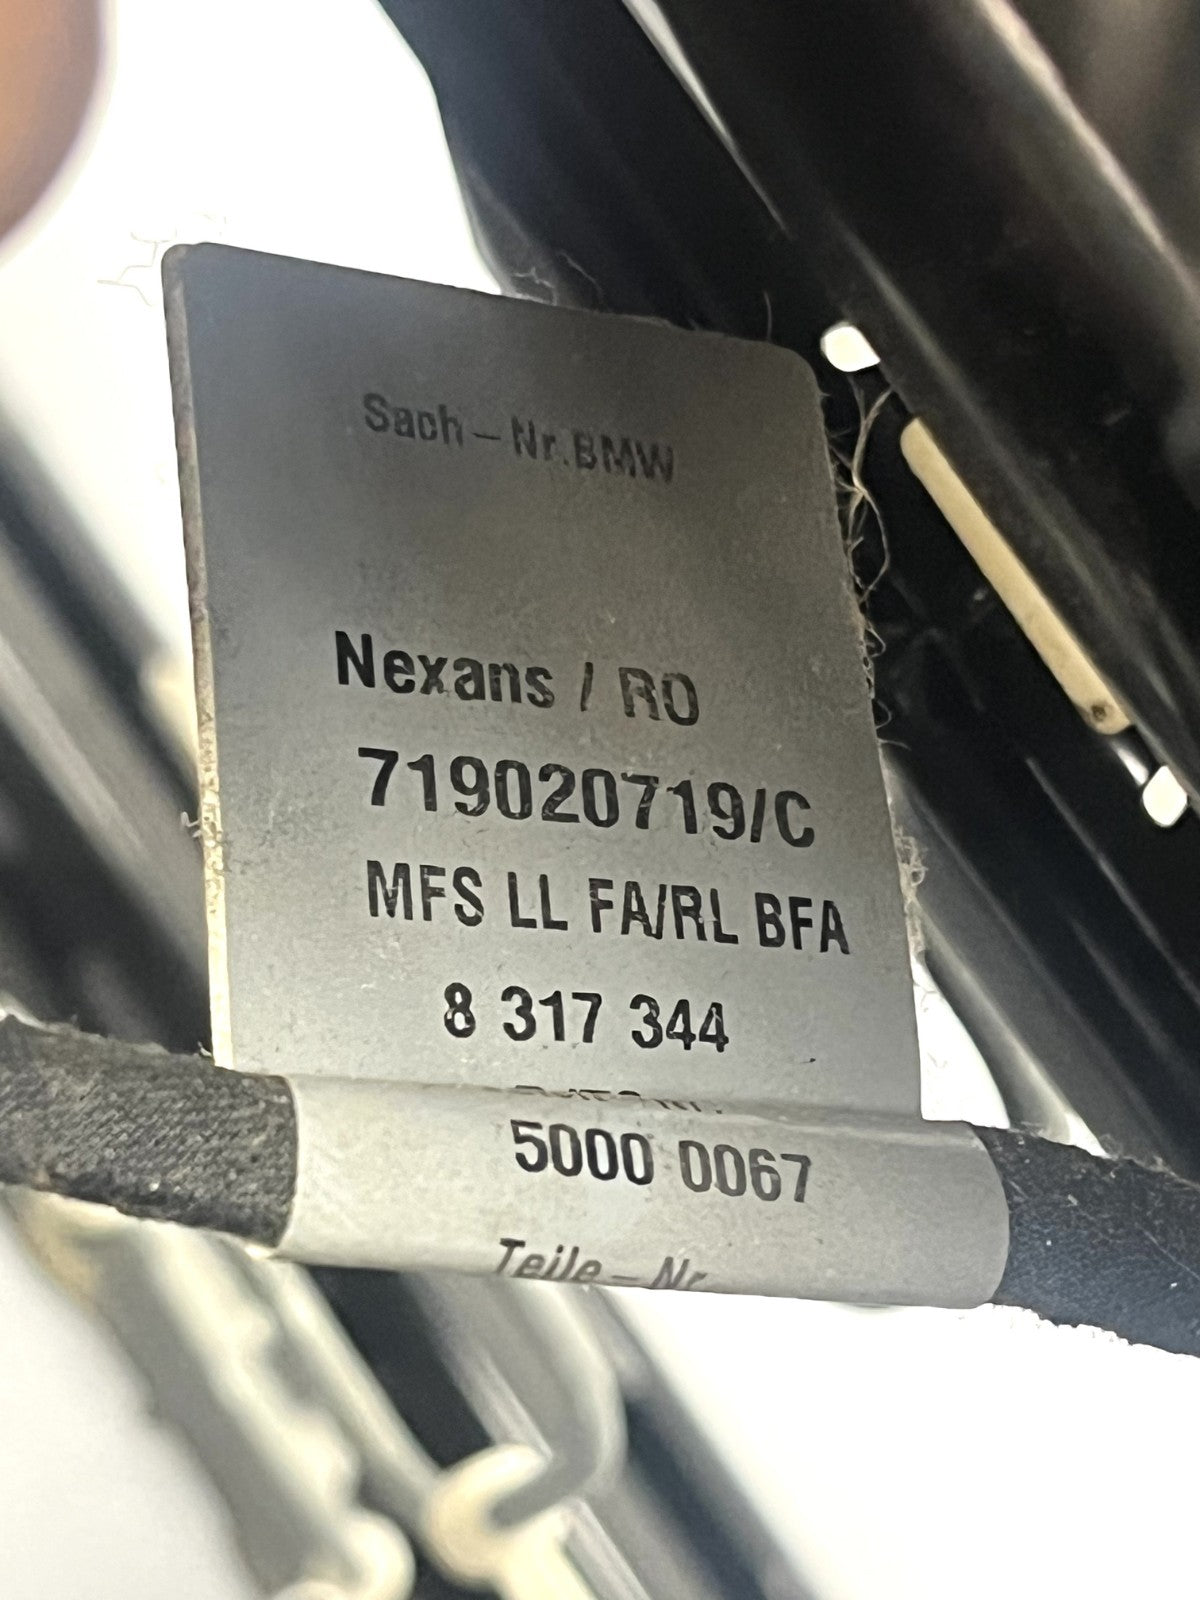 Sach-Nr.BMW
Nexans / RO
719020719/C
MFS LL FA/RL BFA
8 317 344
5000 0067
Teile-Nr.